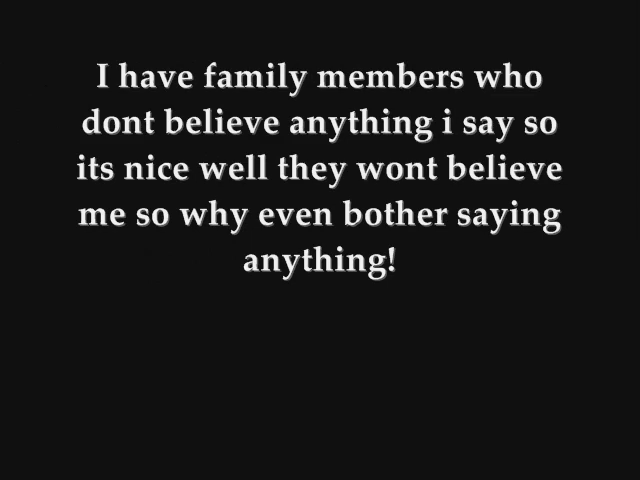 I have family members who
dont believe anything i say so
its nice well they wont believe
me so why even bother saying
anything!